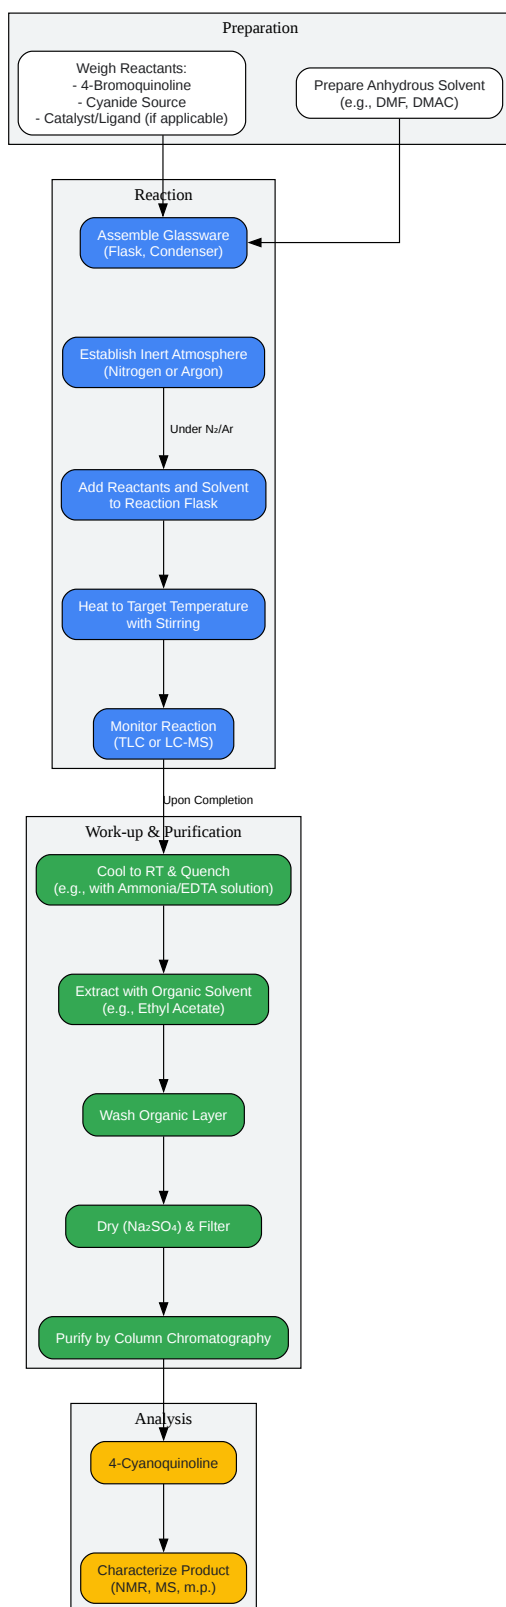 Preparation
Weigh Reactants:
- 4-Bromoquinoline
- Cyanide Source
- Catalyst/Ligand (if applicable)
Prepare Anhydrous Solvent
(e.g., DMF, DMAC)
Reaction
Assemble Glassware
(Flask, Condenser)
Establish Inert Atmosphere
(Nitrogen or Argon)
Under N₂/Ar
Add Reactants and Solvent
to Reaction Flask
Heat to Target Temperature
with Stirring
Monitor Reaction
(TLC or LC-MS)
Upon Completion
Work-up & Purification
Cool to RT & Quench
(e.g., with Ammonia/EDTA solution)
Extract with Organic Solvent
(e.g., Ethyl Acetate)
Wash Organic Layer
Dry (Na₂SO₄) & Filter
Purify by Column Chromatography
Analysis
4-Cyanoquinoline
Characterize Product
(NMR, MS, m.p.)